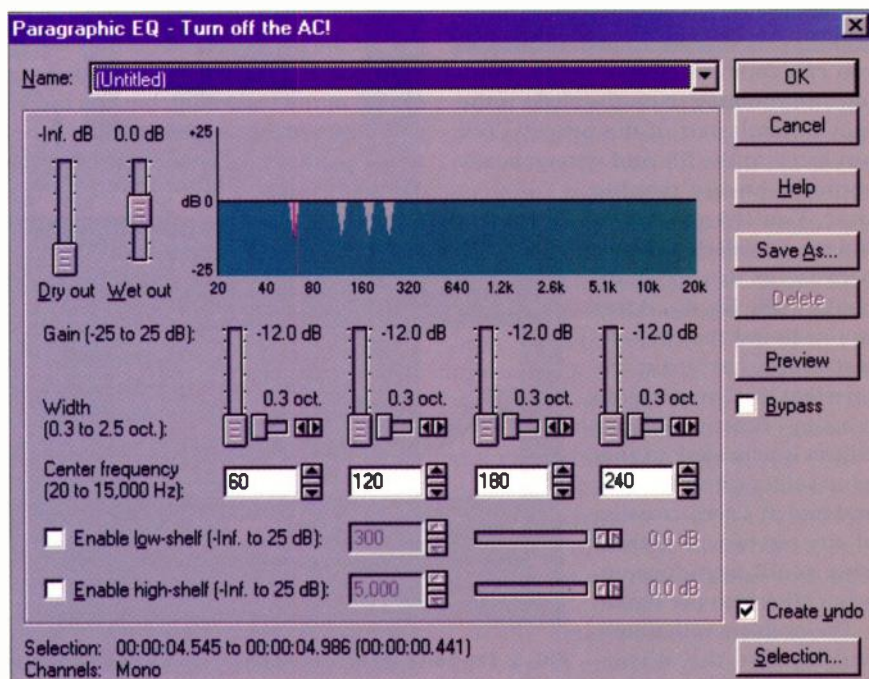 Paragraphic EQ - Turn off the AC!
Name: (Untitled)
OK
Cancel
Help
Save As...
Delete
Preview
Bypass
-Inf. dB 0.0 dB
+25
dB 0
-25
20 40 80 160 320 640 1.2k 2.6k 5.1k 10k 20k
Dry out Wet out
Gain (-25 to 25 dB): -12.0 dB -12.0 dB -12.0 dB -12.0 dB
Width
(0.3 to 2.5 oct.):
0.3 oct. 0.3 oct. 0.3 oct. 0.3 oct.
Center frequency
(20 to 15,000 Hz):
60 120 180 240
Enable low-shelf (-Inf. to 25 dB): 300 0.0 dB
Enable high-shelf (-Inf. to 25 dB): 5,000 0.0 dB
Create undo
Selection: 00:00:04.545 to 00:00:04.986 (00:00:00.441)
Channels: Mono
Selection...